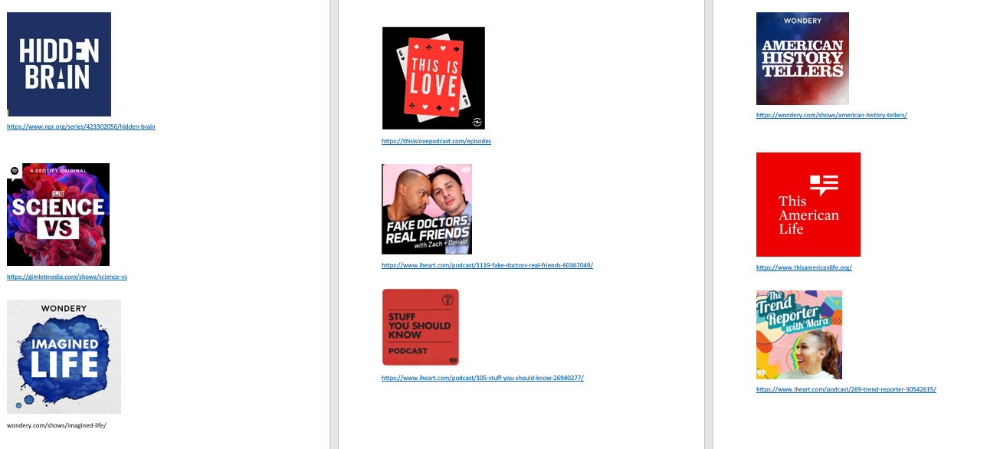 HIDDEN
BRAIN
https://www.npr.org/series/423302056/hidden-brain
A SPOTIFY ORIGINAL
GIMLET
SCIENCE
VS
https://gimletmedia.com/shows/science-vs
WONDERY
IMAGINED
LIFE
wondery.com/shows/imagined-life/
THIS IS
LOVE
https://thisislovepodcast.com/episodes
FAKE DOCTORS,
REAL FRIENDS
with Zach + Donald
https://www.iheart.com/podcast/1119-fake-doctors-real-friends-60367049/
STUFF
YOU SHOULD
KNOW
PODCAST
https://www.iheart.com/podcast/105-stuff-you-should-know-26940277/
WONDERY
AMERICAN
HISTORY
TELLERS
https://wondery.com/shows/american-history-tellers/
This
American
Life
https://www.thisamericanlife.org/
The
Trend
Reporter
with Mara
https://www.iheart.com/podcast/269-trend-reporter-30542615/